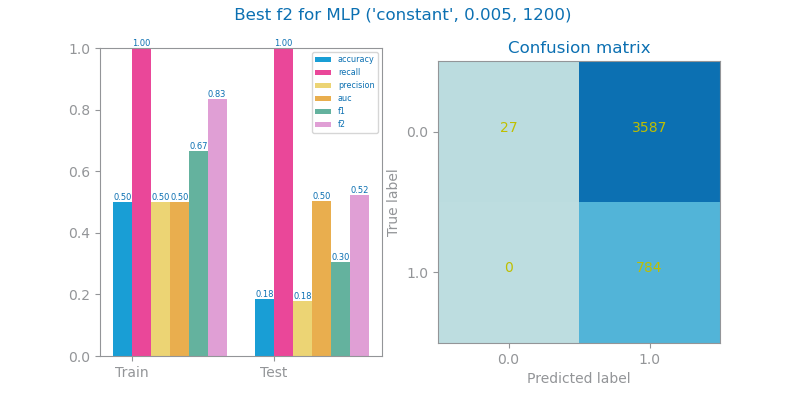 Best f2 for MLP ('constant', 0.005, 1200)
1.0
0.8
0.6
0.4
0.2
0.0
0.50
1.00
0.50
0.50
0.67
0.83
0.18
1.00
0.18
0.50
0.30
0.52
accuracy
recall
precision
auc
f1
f2
Train
Test
Confusion matrix
True label
0.0
1.0
27
3587
0
784
0.0
1.0
Predicted label